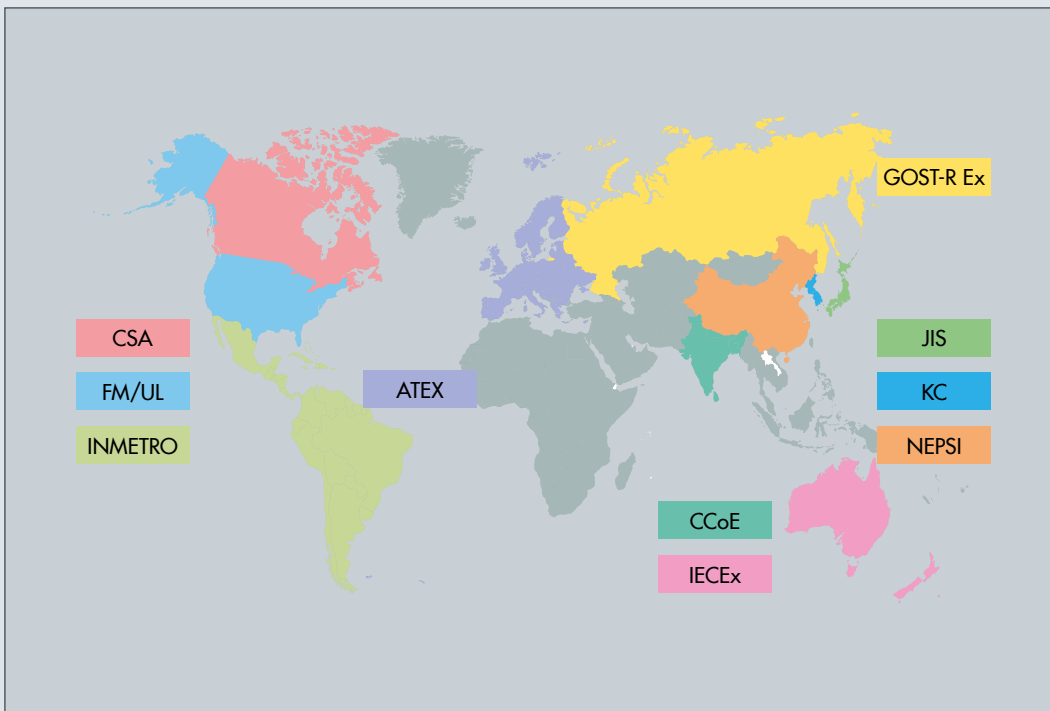 GOST-R Ex
CSA
JIS
FM/UL
ATEX
KC
INMETRO
NEPSI
CCoE
IECEx